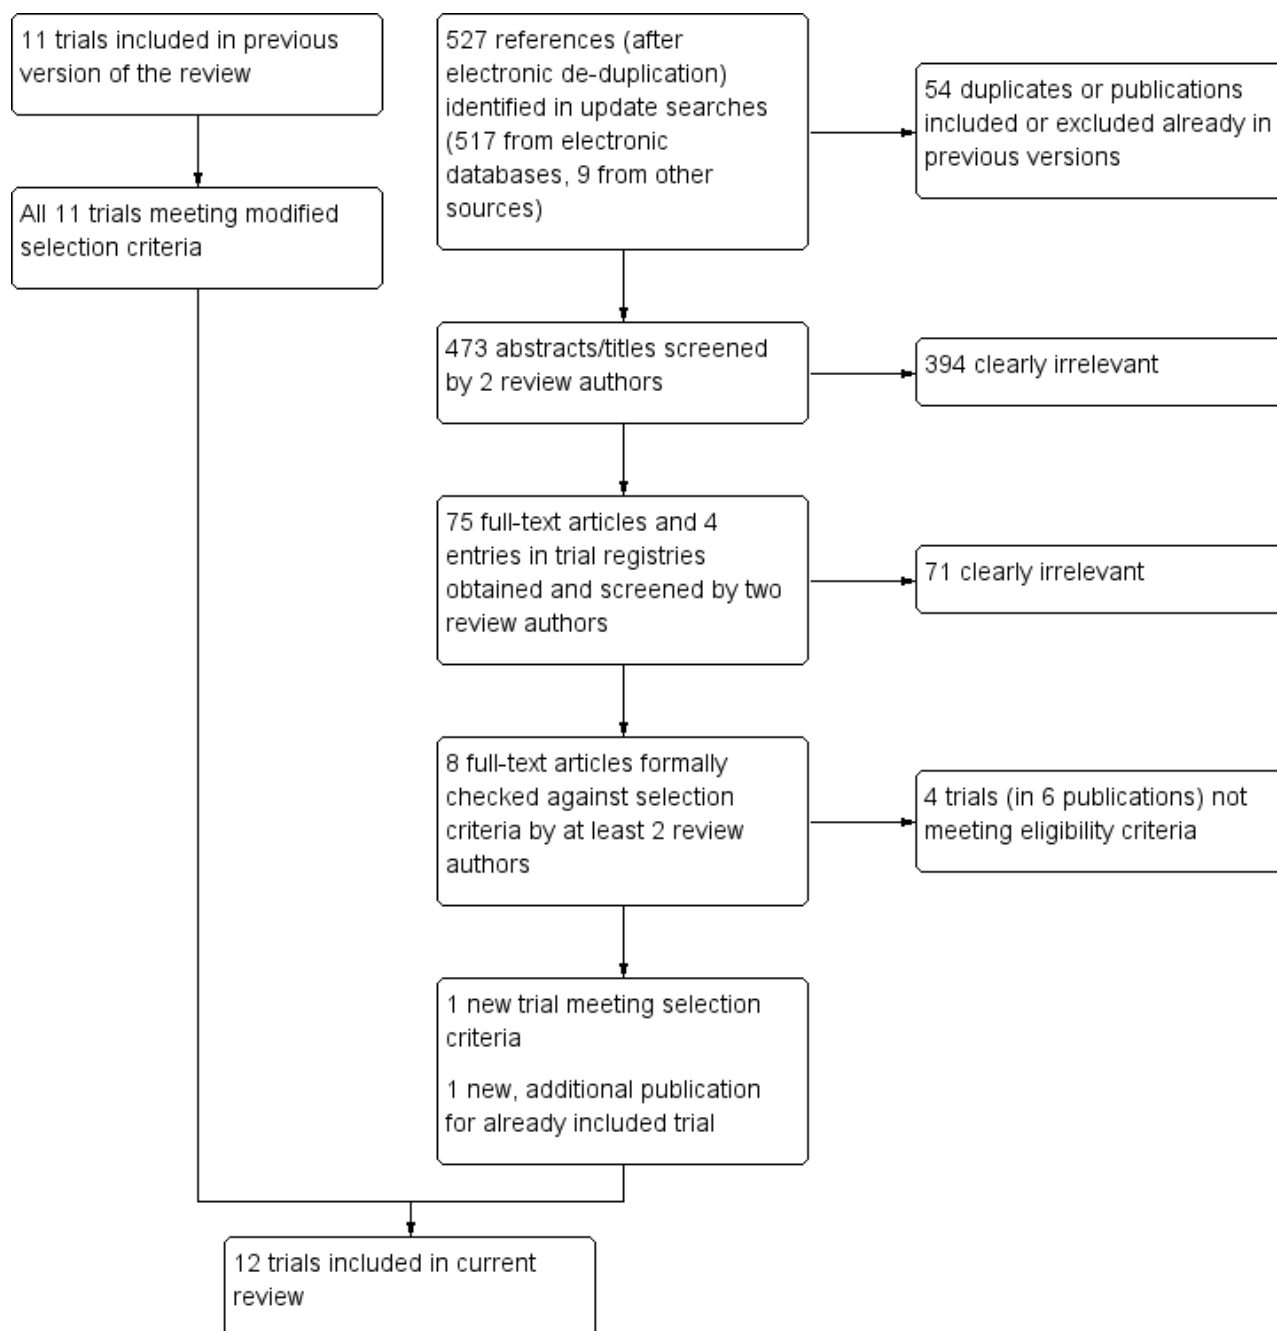 11 trials included in previous
version of the review
527 references (after
electronic de-duplication)
identified in update searches
(517 from electronic
databases, 9 from other
sources)
54 duplicates or publications
included or excluded already in
previous versions
All 11 trials meeting modified
selection criteria
473 abstracts/titles screened
by 2 review authors
394 clearly irrelevant
75 full-text articles and 4
entries in trial registries
obtained and screened by two
review authors
71 clearly irrelevant
8 full-text articles formally
checked against selection
criteria by at least 2 review
authors
4 trials (in 6 publications) not
meeting eligibility criteria
1 new trial meeting selection
criteria
1 new, additional publication
for already included trial
12 trials included in current
review